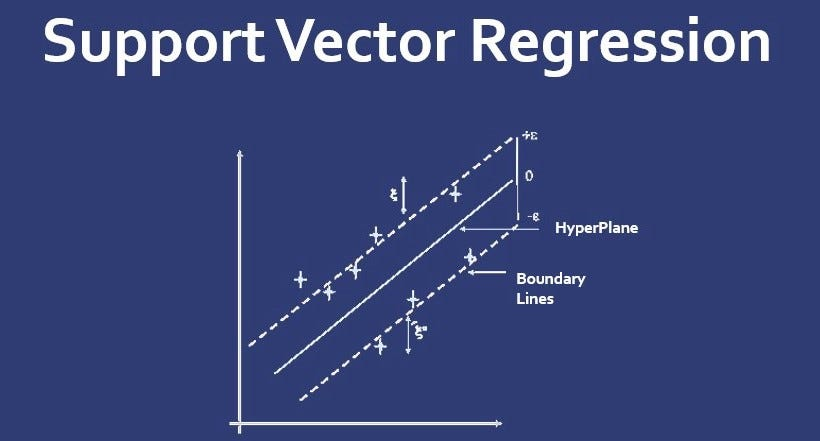 Support Vector Regression
+ε
ξ
0
-ε
HyperPlane
Boundary
Lines
ξ*